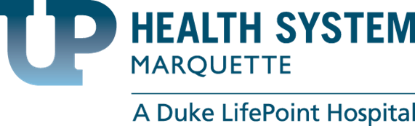 UP HEALTH SYSTEM
MARQUETTE
A Duke LifePoint Hospital